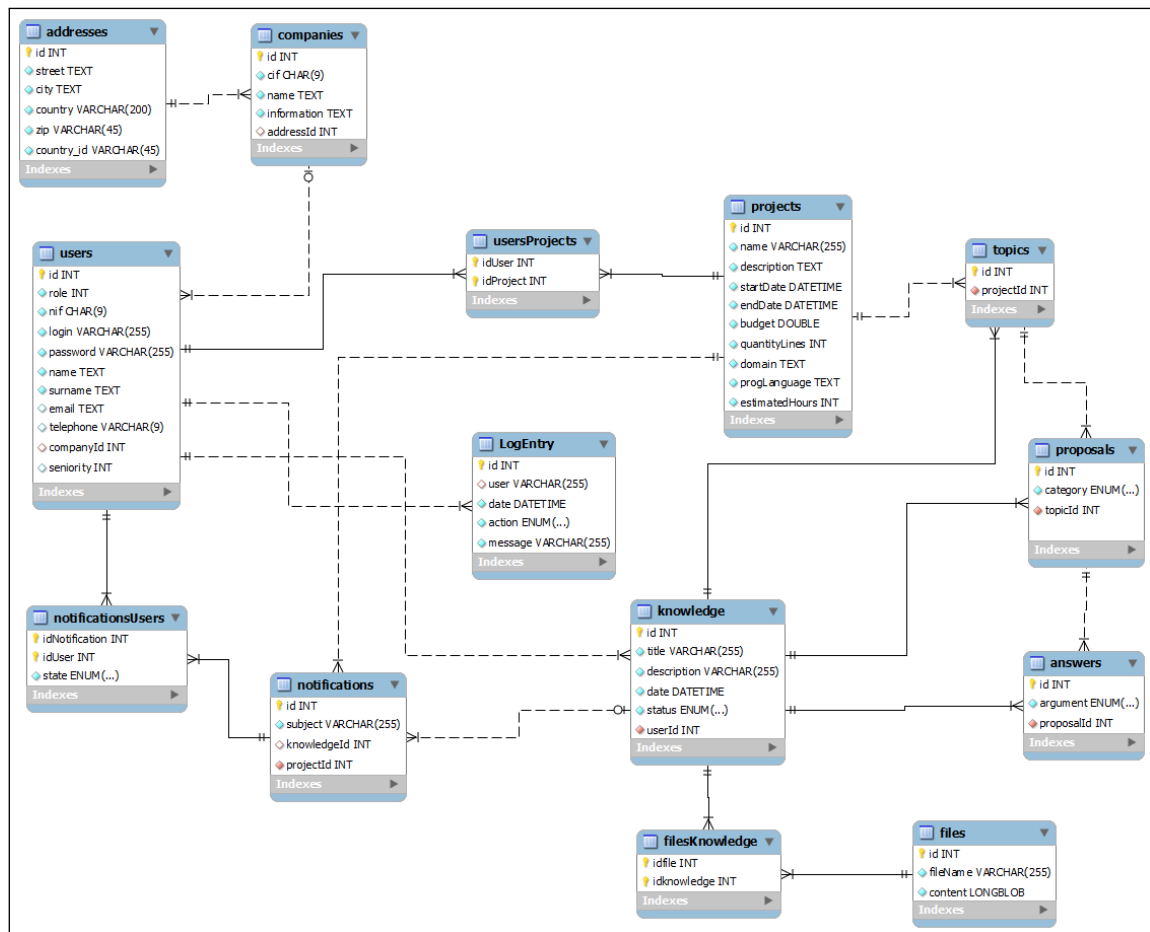 addresses
id INT
street TEXT
city TEXT
country VARCHAR(200)
zip VARCHAR(45)
country_id VARCHAR(45)
Indexes
companies
id INT
cif CHAR(9)
name TEXT
information TEXT
addressId INT
Indexes
users
id INT
role INT
nif CHAR(9)
login VARCHAR(255)
password VARCHAR(255)
name TEXT
surname TEXT
email TEXT
telephone VARCHAR(9)
companyId INT
seniority INT
Indexes
usersProjects
idUser INT
idProject INT
Indexes
projects
id INT
name VARCHAR(255)
description TEXT
startDate DATETIME
endDate DATETIME
budget DOUBLE
quantityLines INT
domain TEXT
progLanguage TEXT
estimatedHours INT
Indexes
topics
id INT
projectId INT
Indexes
LogEntry
id INT
user VARCHAR(255)
date DATETIME
action ENUM(...)
message VARCHAR(255)
Indexes
proposals
id INT
category ENUM(...)
topicId INT
Indexes
notificationsUsers
idNotification INT
idUser INT
state ENUM(...)
Indexes
notifications
id INT
subject VARCHAR(255)
knowledgeId INT
projectId INT
Indexes
knowledge
id INT
title VARCHAR(255)
description VARCHAR(255)
date DATETIME
status ENUM(...)
userId INT
Indexes
answers
id INT
argument ENUM(...)
proposalId INT
Indexes
filesKnowledge
idfile INT
idknowledge INT
Indexes
files
id INT
fileName VARCHAR(255)
content LONGBLOB
Indexes